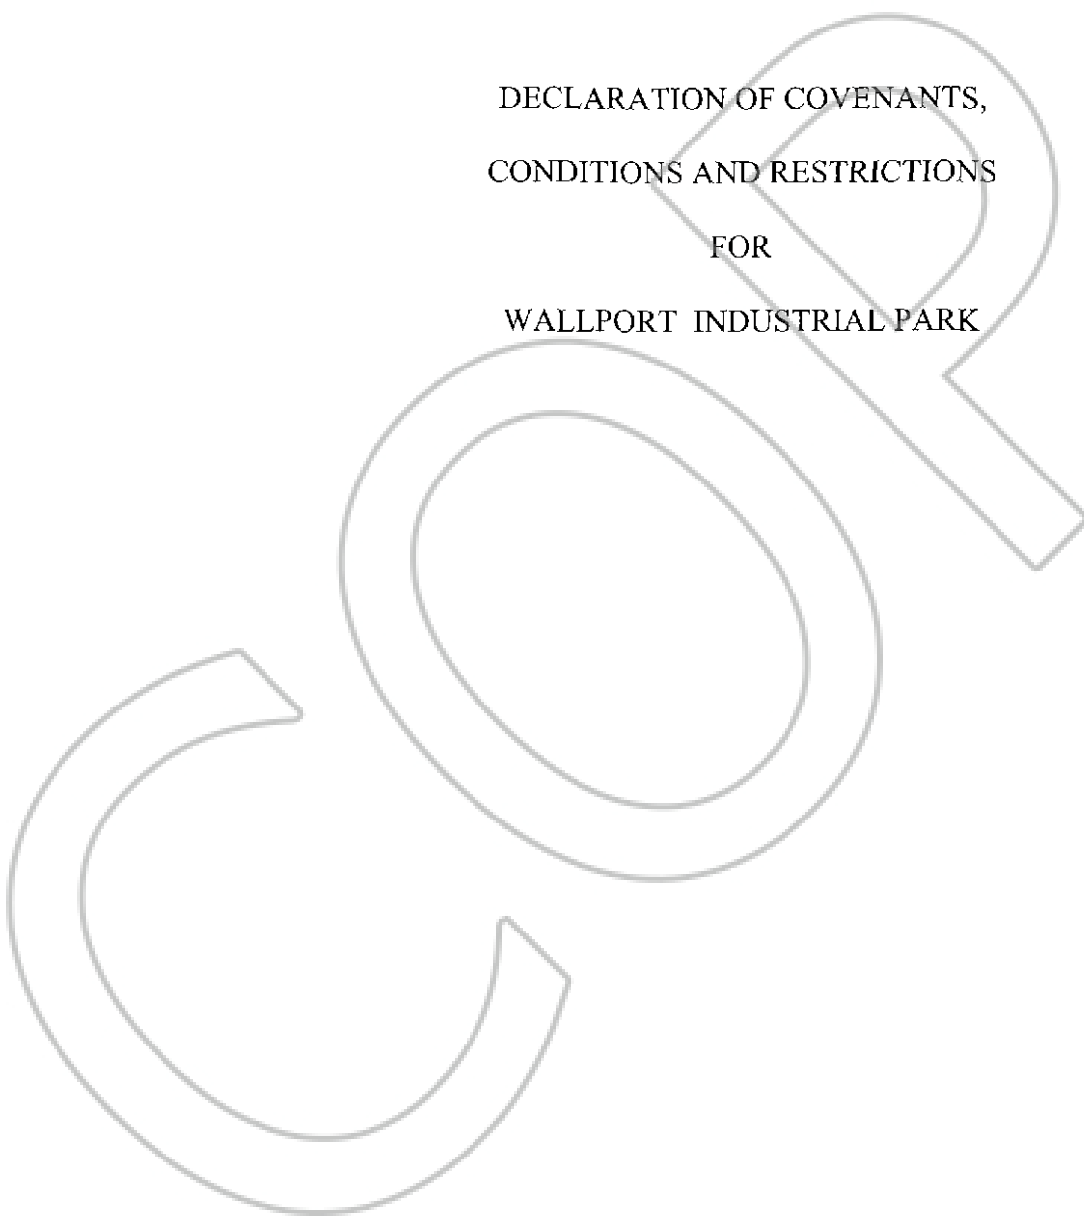 DECLARATION OF COVENANTS,
CONDITIONS AND RESTRICTIONS
FOR
WALLPORT INDUSTRIAL PARK
COP